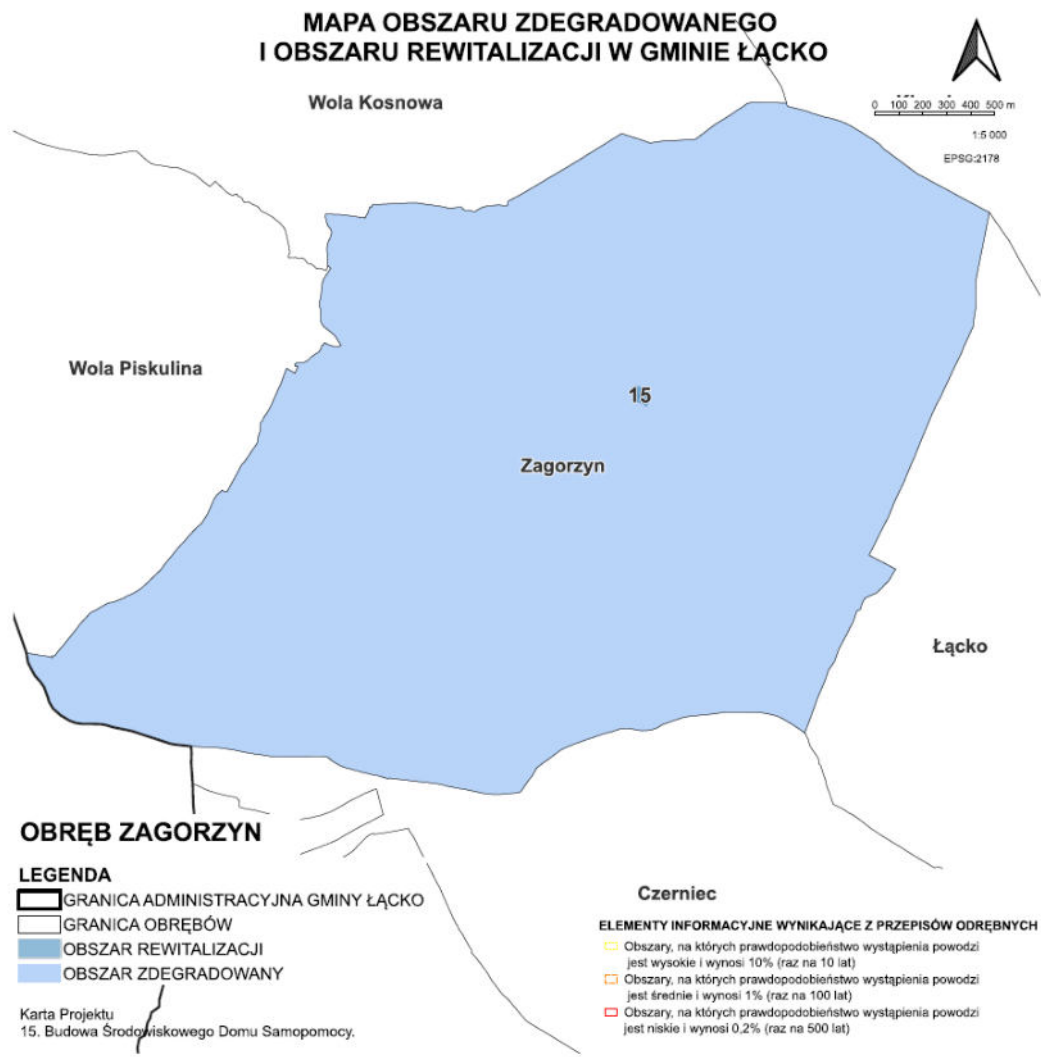 MAPA OBSZARU ZDEGRADOWANEGO
I OBSZARU REWITALIZACJI W GMINIE ŁĄCKO
Wola Kosnowa
0 100 200 300 400 500 m
1:5 000
EPSG:2178
Wola Piskulina
15
Zagorzyn
Łącko
OBRĘB ZAGORZYN
LEGENDA
GRANICA ADMINISTRACYJNA GMINY ŁĄCKO
GRANICA OBRĘBÓW
OBSZAR REWITALIZACJI
OBSZAR ZDEGRADOWANY
Karta Projektu
15. Budowa Środowiskowego Domu Samopomocy.
Czerniec
ELEMENTY INFORMACYJNE WYNIKAJĄCE Z PRZEPISÓW ODRĘBNYCH
Obszary, na których prawdopodobieństwo wystąpienia powodzi
jest wysokie i wynosi 10% (raz na 10 lat)
Obszary, na których prawdopodobieństwo wystąpienia powodzi
jest średnie i wynosi 1% (raz na 100 lat)
Obszary, na których prawdopodobieństwo wystąpienia powodzi
jest niskie i wynosi 0,2% (raz na 500 lat)